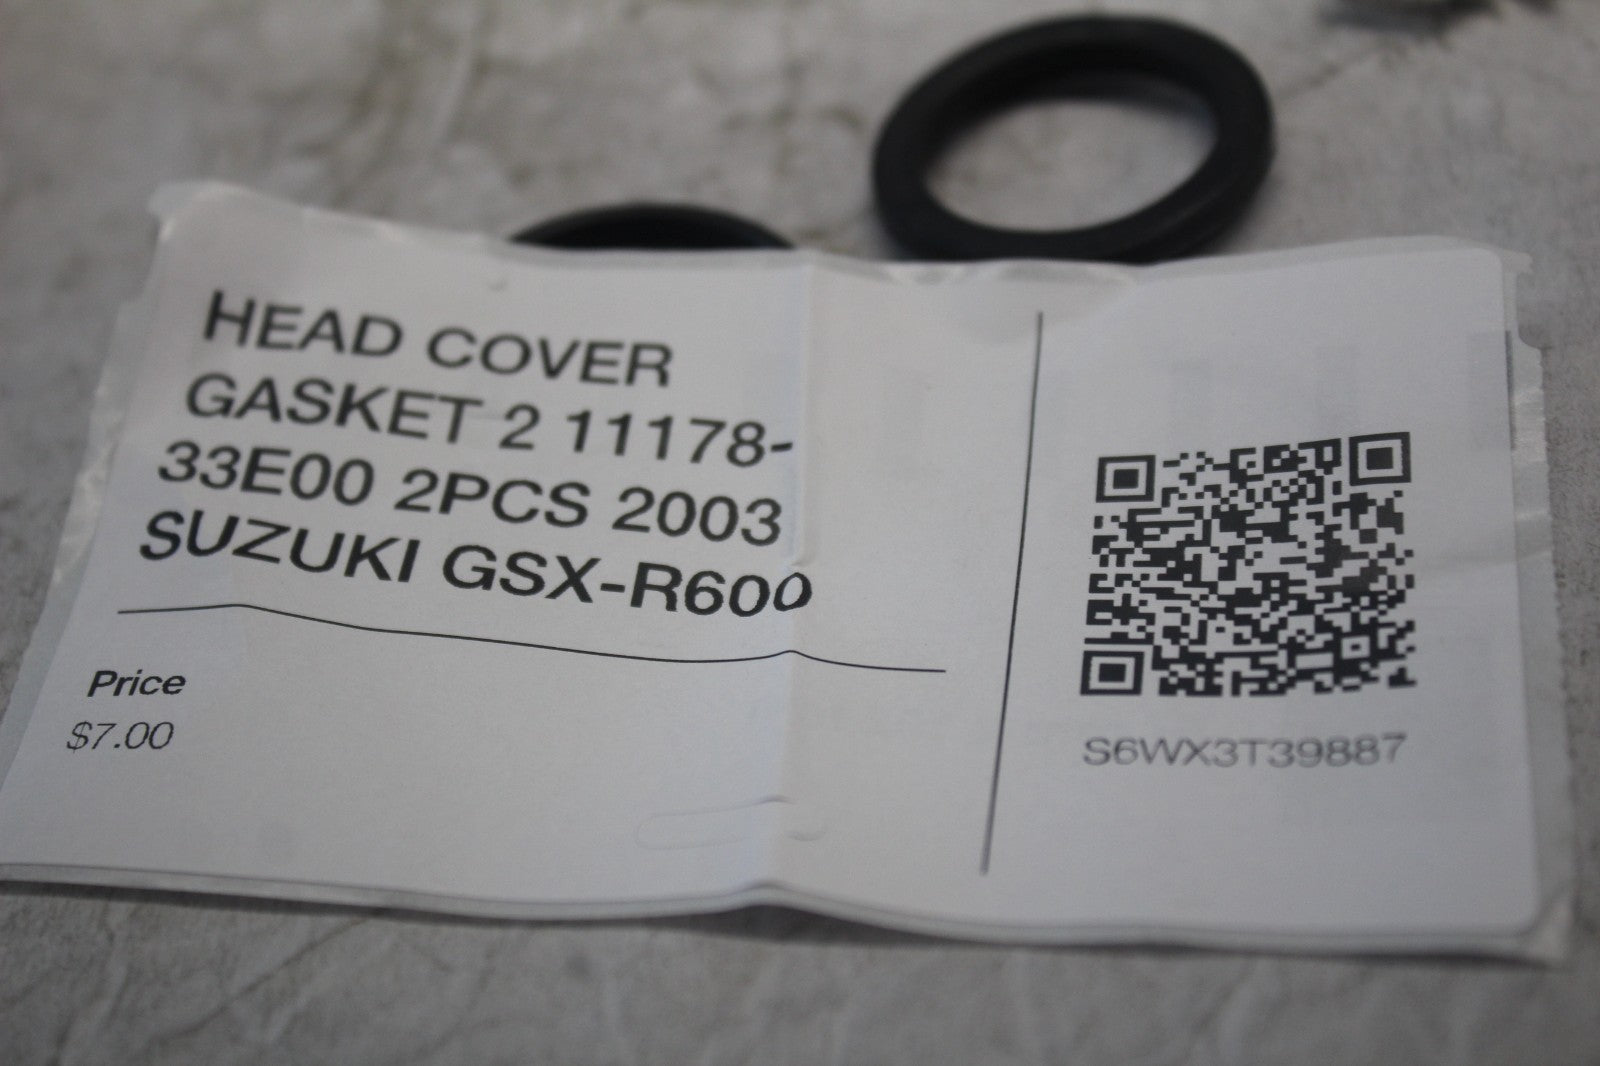 HEAD COVER
GASKET 2 11178-
33E00 2PCS 2003
SUZUKI GSX-R600
Price
$7.00
S6WX3T39887